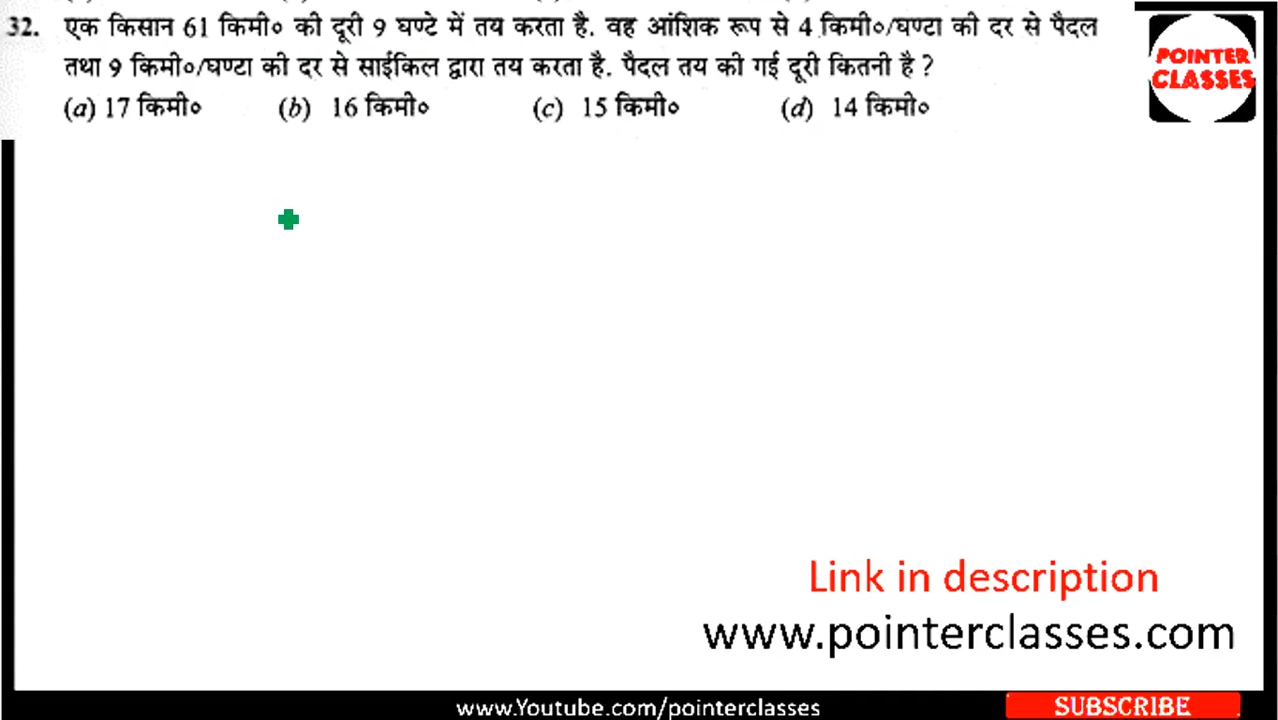 32. एक किसान 61 किमी० की दूरी 9 घण्टे में तय करता है. वह आंशिक रूप से 4 किमी०/घण्टा की दर से पैदल
तथा 9 किमी०/घण्टा की दर से साईकिल द्वारा तय करता है. पैदल तय की गई दूरी कितनी है ?
(a) 17 किमी० (b) 16 किमी० (c) 15 किमी० (d) 14 किमी०
POINTER
CLASSES
Link in description
www.pointerclasses.com
www.Youtube.com/pointerclasses
SUBSCRIBE